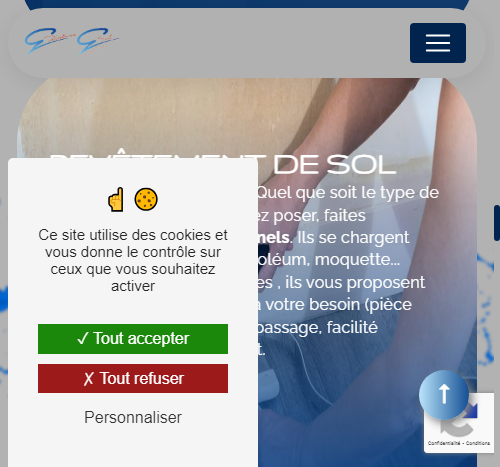 REVÊTEMENT DE SOL
Quel que soit le type de
ez poser, faites
nels. Ils se chargent
oléum, moquette...
es , ils vous proposent
à votre besoin (pièce
passage, facilité
t.
Ce site utilise des cookies et
vous donne le contrôle sur
ceux que vous souhaitez
activer
✓ Tout accepter
✗ Tout refuser
Personnaliser
Confidentialité - Conditions